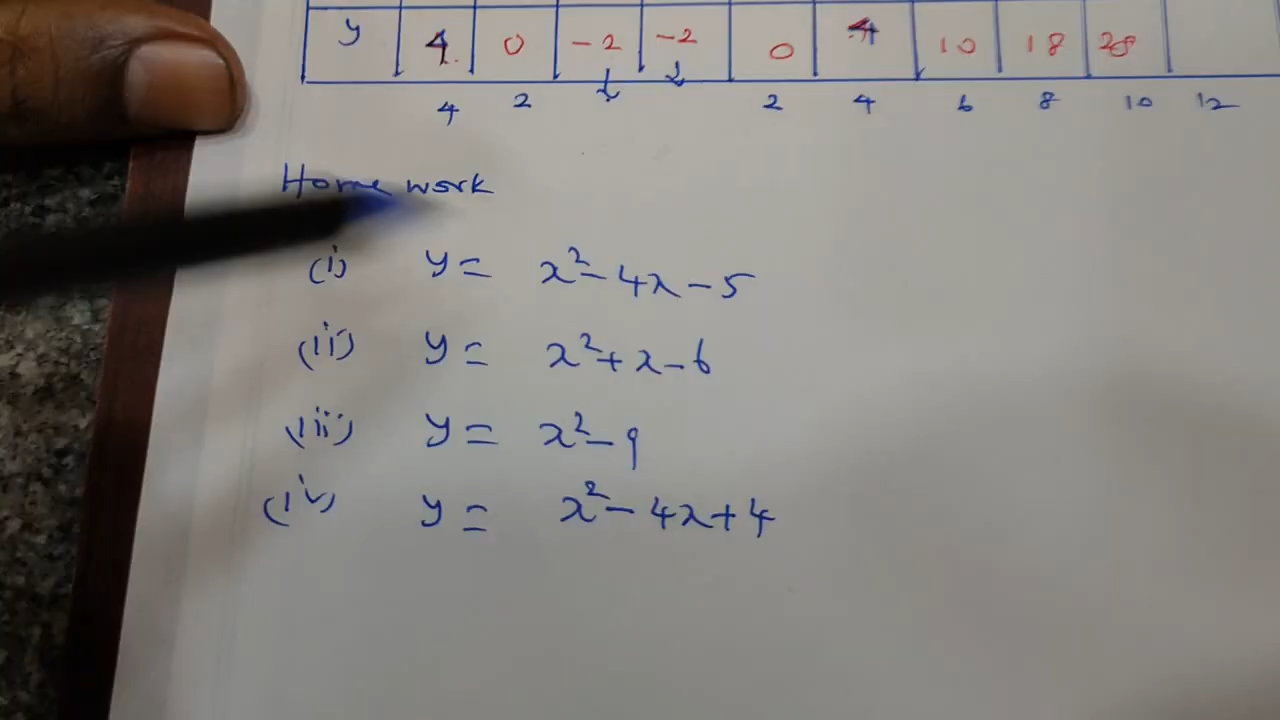 y 4 0 -2 -2 0 4 10 18 28
4 2 ↓ ↓ 2 4 6 8 10 12
Home work
(i) y = x² - 4x - 5
(ii) y = x² + x - 6
(iii) y = x² - 9
(iv) y = x² - 4x + 4